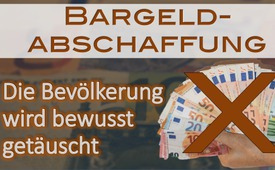 BARGELD-
ABSCHAFFUNG
Die Bevölkerung
wird bewusst
getäuscht